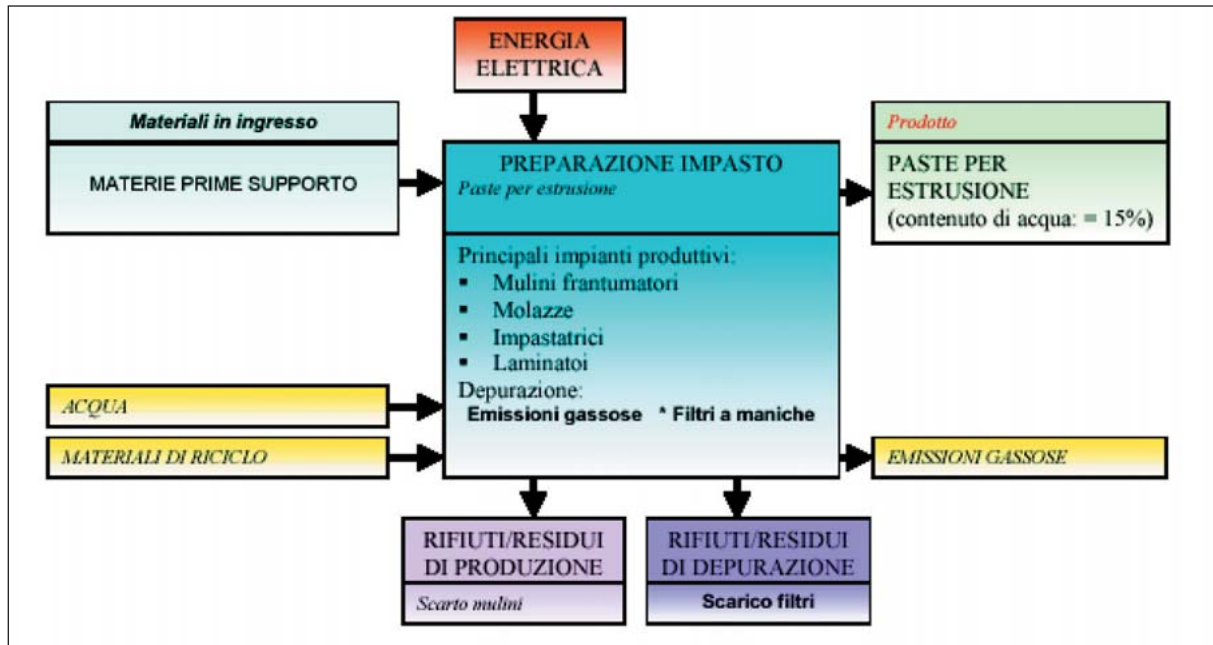 ENERGIA
ELETTRICA
Materiali in ingresso
MATERIE PRIME SUPPORTO
PREPARAZIONE IMPASTO
Paste per estrusione
Prodotto
PASTE PER
ESTRUSIONE
(contenuto di acqua: = 15%)
Principali impianti produttivi:
▪ Mulini frantumatori
▪ Molazze
▪ Impastatrici
▪ Laminatoi
Depurazione:
Emissioni gassose * Filtri a maniche
ACQUA
MATERIALI DI RICICLO
EMISSIONI GASSOSE
RIFIUTI/RESIDUI
DI PRODUZIONE
Scarto mulini
RIFIUTI/RESIDUI
DI DEPURAZIONE
Scarico filtri